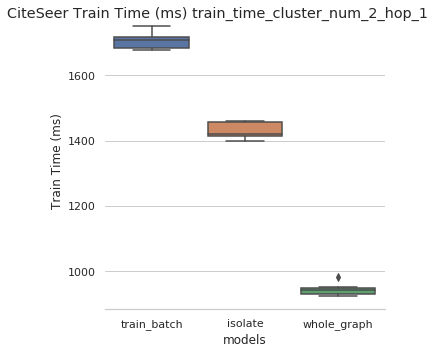 CiteSeer Train Time (ms) train_time_cluster_num_2_hop_1
1600
1400
1200
1000
Train Time (ms)
train_batch isolate whole_graph
models